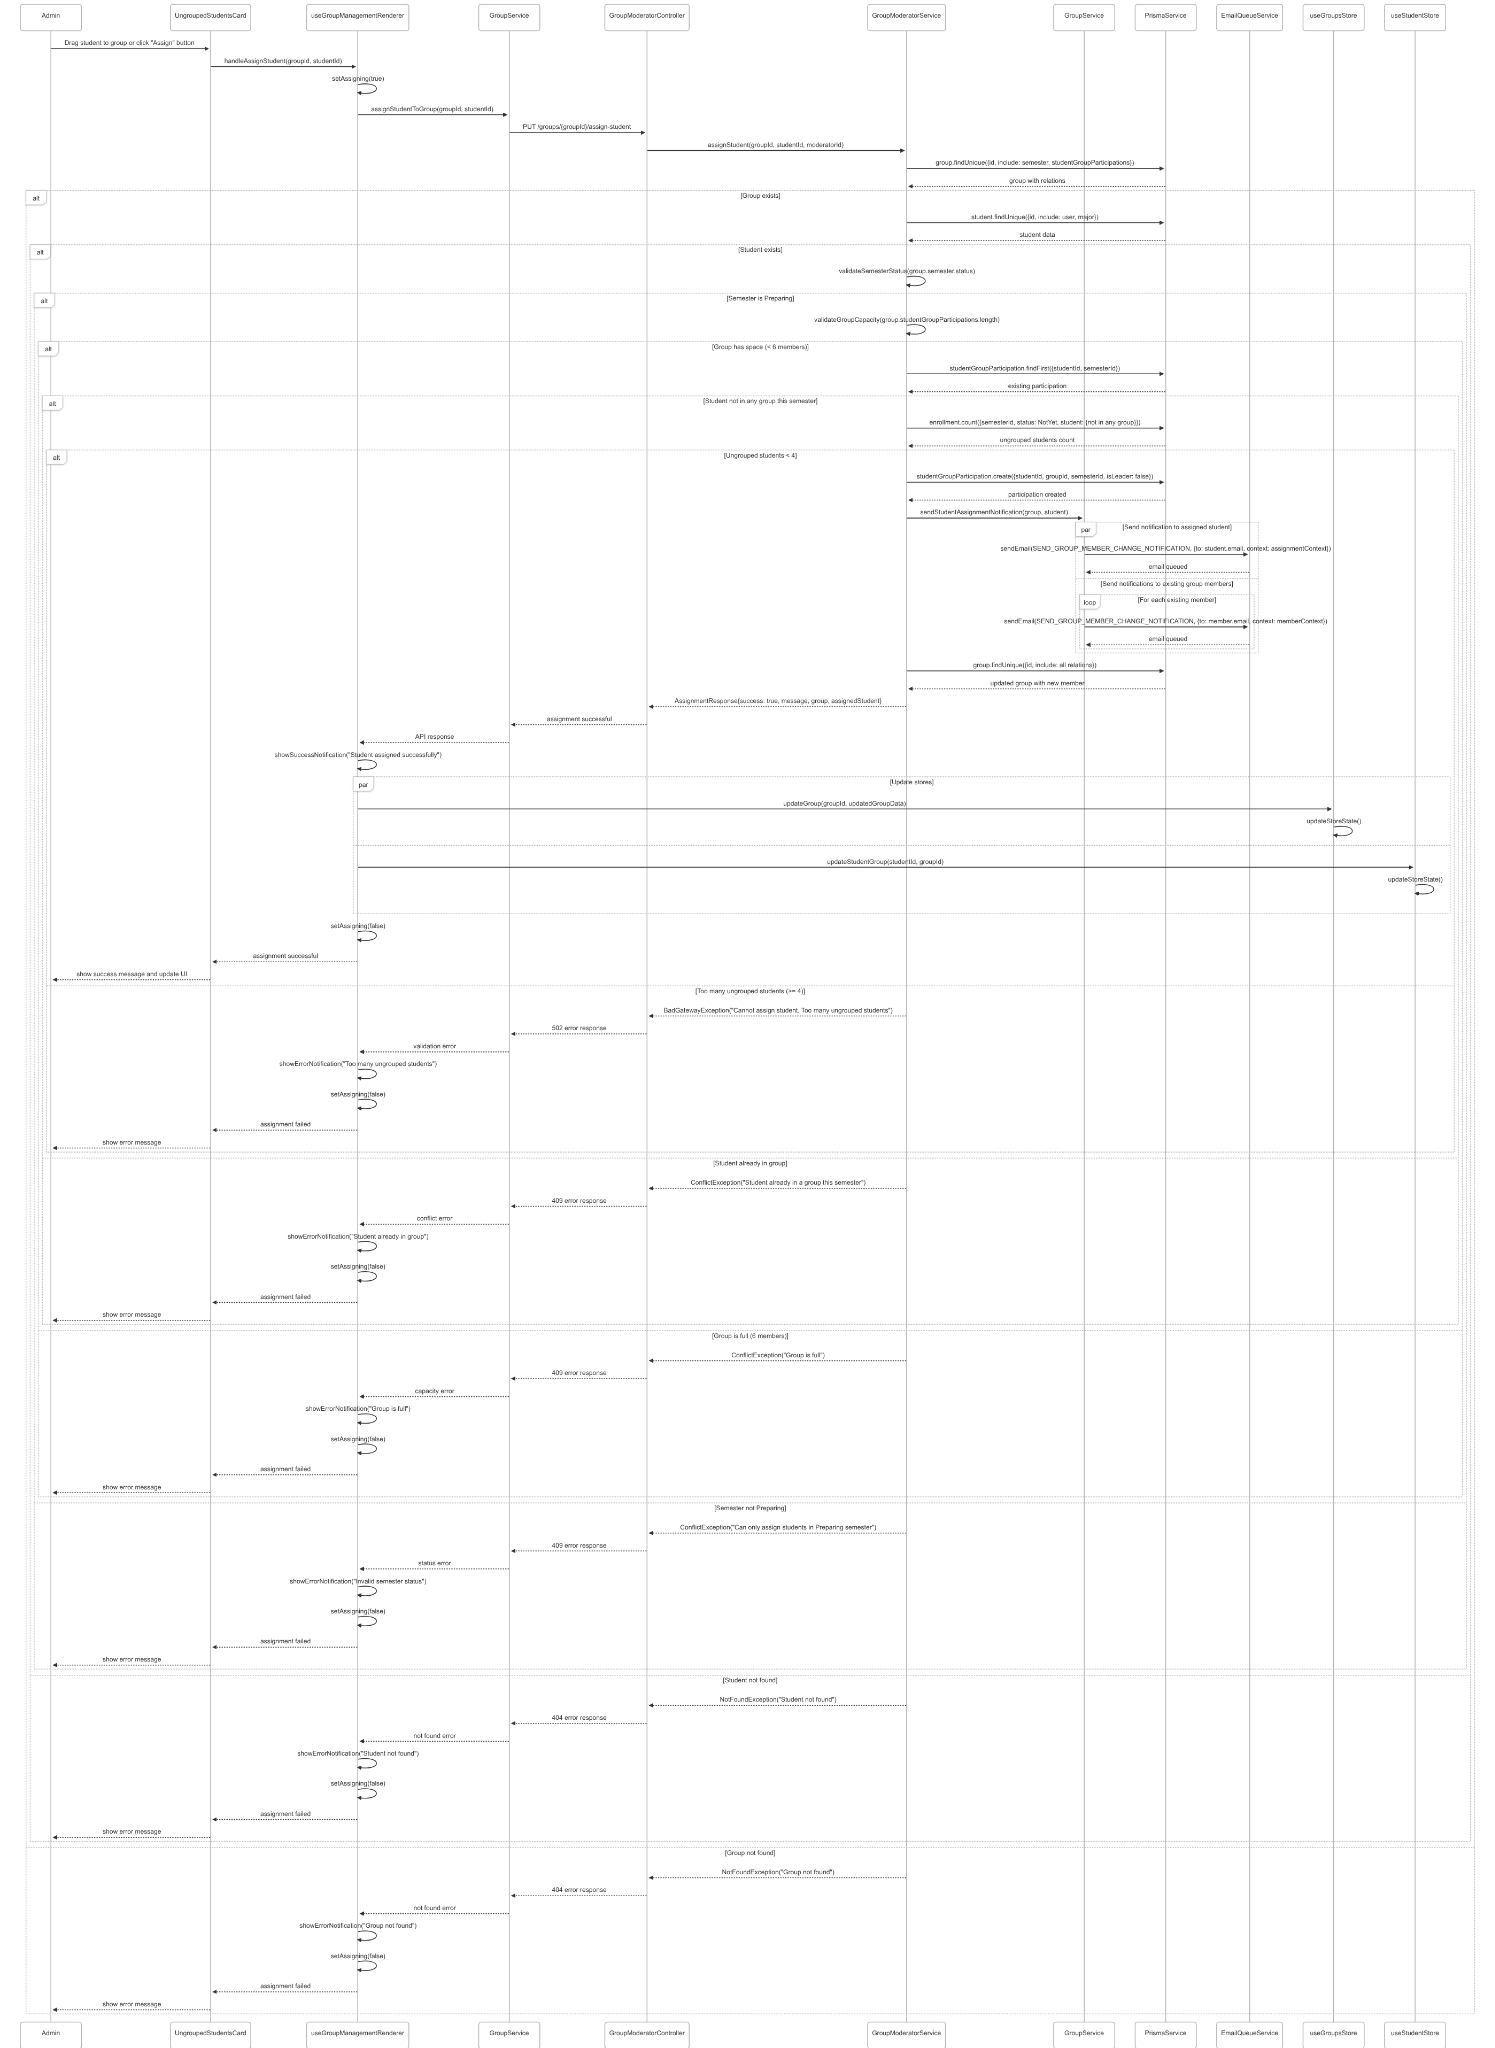 Admin
UngroupedStudentsCard
useGroupManagementRenderer
GroupService
GroupModeratorController
GroupModeratorService
GroupService
PrismaService
EmailQueueService
useGroupsStore
useStudentStore
Drag student to group or click "Assign" button
handleAssignStudent(groupId, studentId)
setAssigning(true)
assignStudentToGroup(groupId, studentId)
PUT /groups/{groupId}/assign-student
assignStudent(groupId, studentId, moderatorId)
group.findUnique({id, include: semester, studentGroupParticipations})
group with relations
alt
[Group exists]
student.findUnique({id, include: user, major})
student data
alt
[Student exists]
validateSemesterStatus(group.semester.status)
alt
[Semester is Preparing]
validateGroupCapacity(group.studentGroupParticipations.length)
alt
[Group has space (< 6 members)]
studentGroupParticipation.findFirst({studentId, semesterId})
existing participation
alt
[Student not in any group this semester]
enrollment.count({semesterId, status: NotYet, student: {not in any group}})
ungrouped students count
alt
[Ungrouped students < 4]
studentGroupParticipation.create({studentId, groupId, semesterId, isLeader: false})
participation created
sendStudentAssignmentNotification(group, student)
par
[Send notification to assigned student]
sendEmail(SEND_GROUP_MEMBER_CHANGE_NOTIFICATION, {to: student.email, context: assignmentContext})
email queued
[Send notifications to existing group members]
loop
[For each existing member]
sendEmail(SEND_GROUP_MEMBER_CHANGE_NOTIFICATION, {to: member.email, context: memberContext})
email queued
group.findUnique({id, include: all relations})
updated group with new member
AssignmentResponse{success: true, message, group, assignedStudent}
assignment successful
API response
showSuccessNotification("Student assigned successfully")
par
[Update stores]
updateGroup(groupId, updatedGroupData)
updateStoreState()
updateStudentGroup(studentId, groupId)
updateStoreState()
setAssigning(false)
assignment successful
show success message and update UI
[Too many ungrouped students (>= 4)]
BadGatewayException("Cannot assign student. Too many ungrouped students")
502 error response
validation error
showErrorNotification("Too many ungrouped students")
setAssigning(false)
assignment failed
show error message
[Student already in group]
ConflictException("Student already in a group this semester")
409 error response
conflict error
showErrorNotification("Student already in group")
setAssigning(false)
assignment failed
show error message
[Group is full (6 members)]
ConflictException("Group is full")
409 error response
capacity error
showErrorNotification("Group is full")
setAssigning(false)
assignment failed
show error message
[Semester not Preparing]
ConflictException("Can only assign students in Preparing semester")
409 error response
status error
showErrorNotification("Invalid semester status")
setAssigning(false)
assignment failed
show error message
[Student not found]
NotFoundException("Student not found")
404 error response
not found error
showErrorNotification("Student not found")
setAssigning(false)
assignment failed
show error message
[Group not found]
NotFoundException("Group not found")
404 error response
not found error
showErrorNotification("Group not found")
setAssigning(false)
assignment failed
show error message
Admin
UngroupedStudentsCard
useGroupManagementRenderer
GroupService
GroupModeratorController
GroupModeratorService
GroupService
PrismaService
EmailQueueService
useGroupsStore
useStudentStore